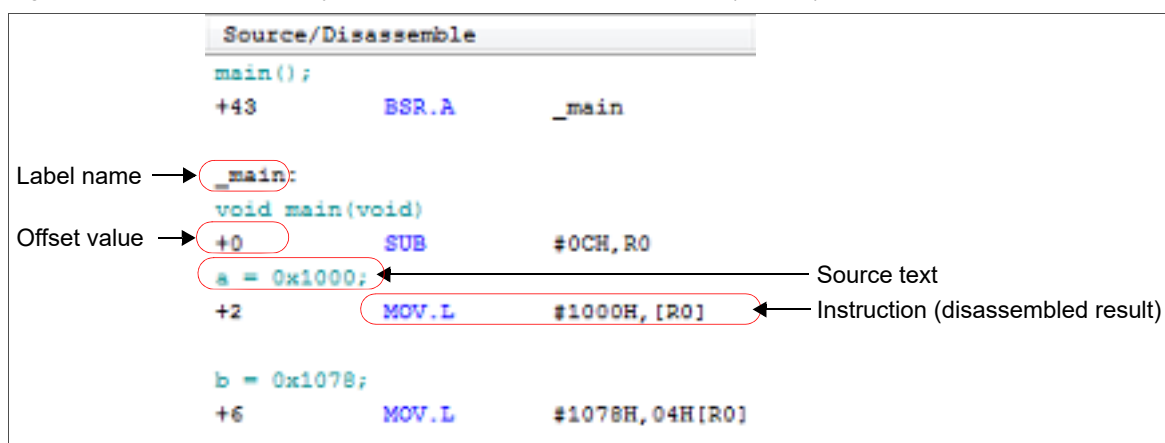 Source/Disassemble
main();
+43 BSR.A _main
Label name _main:
void main(void)
Offset value +0 SUB #0CH,R0
a = 0x1000; Source text
+2 MOV.L #1000H,[R0] Instruction (disassembled result)
b = 0x1078;
+6 MOV.L #1078H,04H[R0]